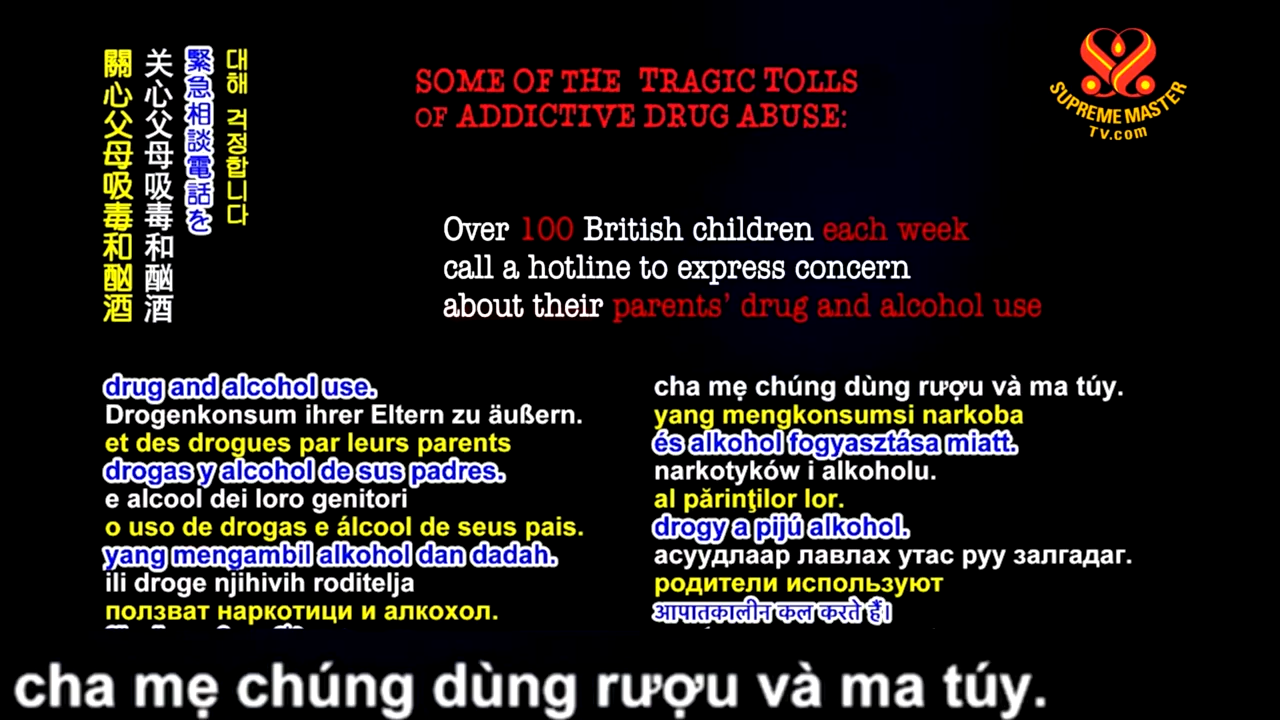 關心父母吸毒和酗酒
关心父母吸毒和酗酒
緊急相談電話を
대해 걱정합니다
SOME OF THE TRAGIC TOLLS
OF ADDICTIVE DRUG ABUSE:
SUPREME MASTER
TV.com
Over 100 British children each week
call a hotline to express concern
about their parents’ drug and alcohol use
drug and alcohol use.
Drogenkonsum ihrer Eltern zu äußern.
et des drogues par leurs parents
drogas y alcohol de sus padres.
e alcool dei loro genitori
o uso de drogas e álcool de seus pais.
yang mengambil alkohol dan dadah.
ili droge njihivih roditelja
ползват наркотици и алкохол.
cha mẹ chúng dùng rượu và ma túy.
yang mengkonsumsi narkoba
és alkohol fogyasztása miatt.
narkotyków i alkoholu.
al părinţilor lor.
drogy a pijú alkohol.
асуудлаар лавлах утас руу залгадаг.
родители используют
आपातकालीन कल करते हैं।
cha mẹ chúng dùng rượu và ma túy.